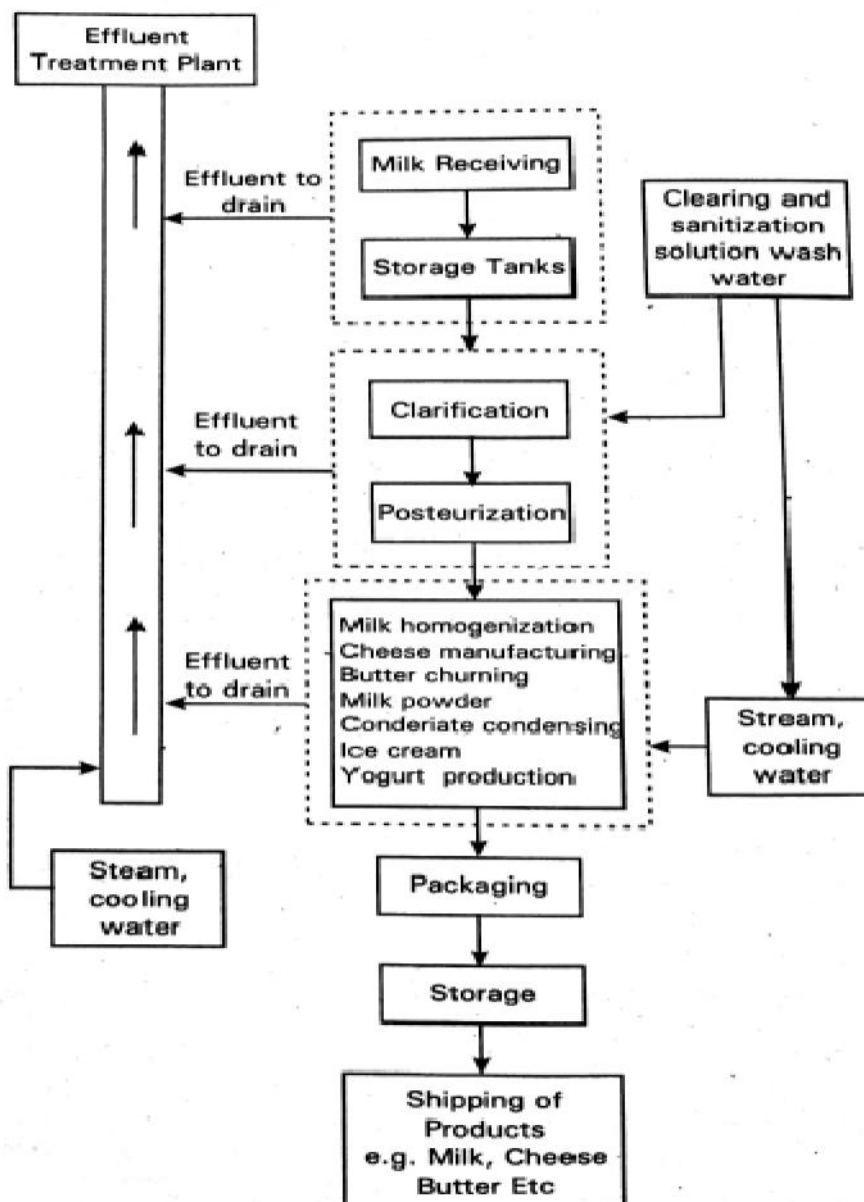 Effluent
Treatment Plant
Milk Receiving
Effluent to
drain
Clearing and
sanitization
solution wash
water
Storage Tanks
Clarification
Effluent
to drain
Posteurization
Milk homogenization
Cheese manufacturing
Butter churning
Milk powder
Conderiate condensing
Ice cream
Yogurt production
Effluent
to drain
Stream,
cooling
water
Steam,
cooling
water
Packaging
Storage
Shipping of
Products
e.g. Milk, Cheese
Butter Etc